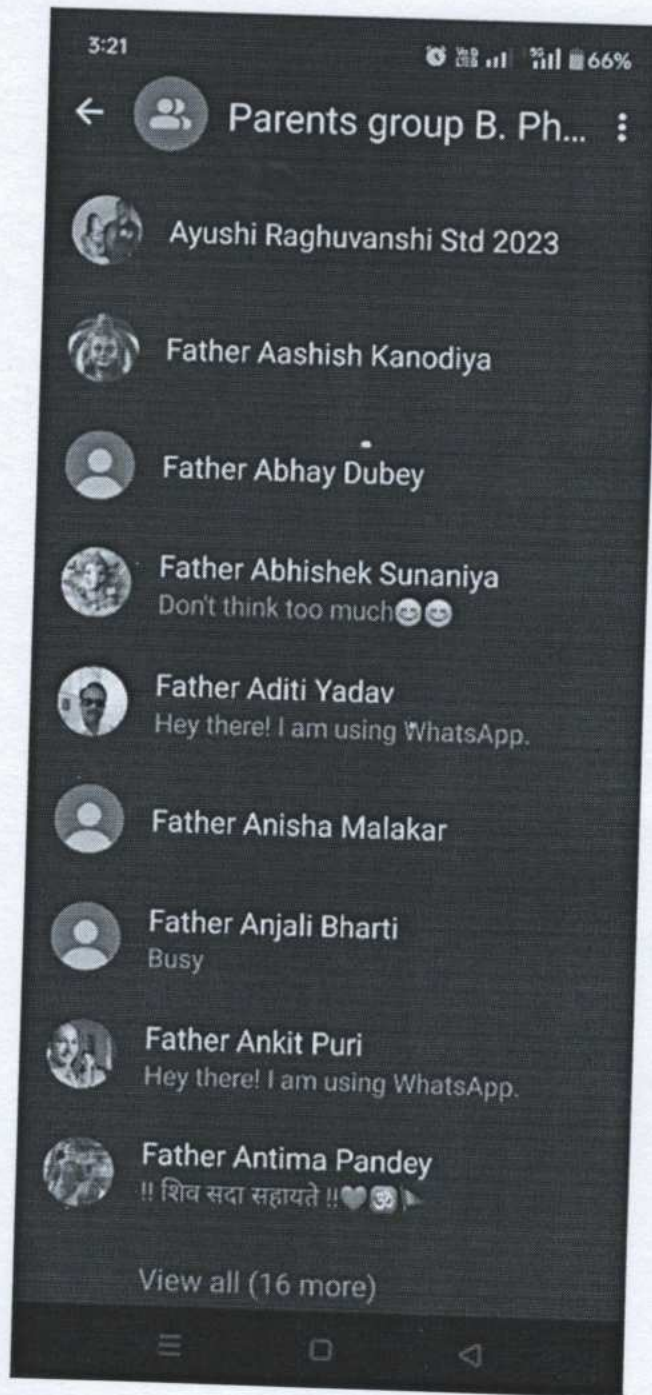 3:21 66%
Parents group B. Ph...
Ayushi Raghuvanshi Std 2023
Father Aashish Kanodiya
Father Abhay Dubey
Father Abhishek Sunaniya
Don't think too much😊😊
Father Aditi Yadav
Hey there! I am using WhatsApp.
Father Anisha Malakar
Father Anjali Bharti
Busy
Father Ankit Puri
Hey there! I am using WhatsApp.
Father Antima Pandey
!! शिव सदा सहायते !!❤🕉🚩
View all (16 more)